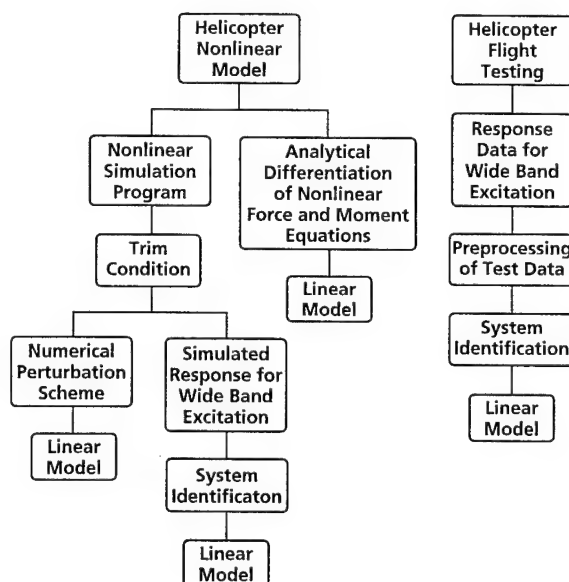 Helicopter
Nonlinear
Model
Nonlinear
Simulation
Program
Analytical
Differentiation
of Nonlinear
Force and Moment
Equations
Trim
Condition
Linear
Model
Numerical
Perturbation
Scheme
Simulated
Response for
Wide Band
Excitation
Linear
Model
System
Identificaton
Linear
Model
Helicopter
Flight
Testing
Response
Data for
Wide Band
Excitation
Preprocessing
of Test Data
System
Identification
Linear
Model